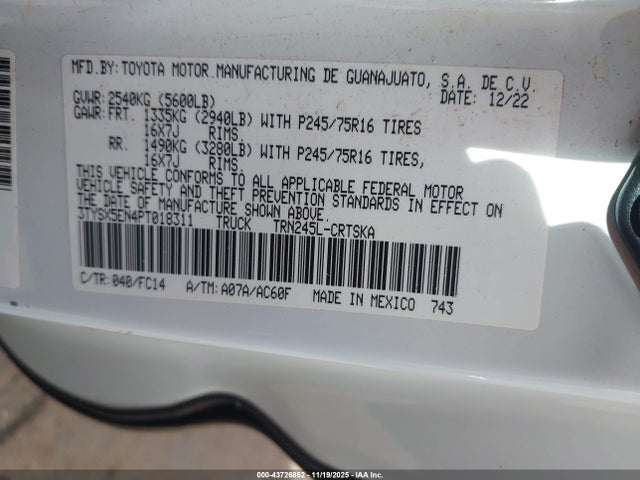 MFD.BY:TOYOTA MOTOR MANUFACTURING DE GUANAJUATO, S.A. DE C.V.
GVWR:2540KG (5600LB) DATE: 12/22
GAWR:FRT. 1335KG (2940LB) WITH P245/75R16 TIRES
16X7J RIMS,
RR. 1490KG (3280LB) WITH P245/75R16 TIRES,
16X7J RIMS.
THIS VEHICLE CONFORMS TO ALL APPLICABLE FEDERAL MOTOR
VEHICLE SAFETY AND THEFT PREVENTION STANDARDS IN EFFECT ON
THE DATE OF MANUFACTURE SHOWN ABOVE.
3TYSX5EN4PT018311 TRUCK TRN245L-CRTSKA
C/TR:040/FC14 A/TM:A07A/AC60F MADE IN MEXICO 743
000-43726852 - 11/19/2025 - IAA Inc.